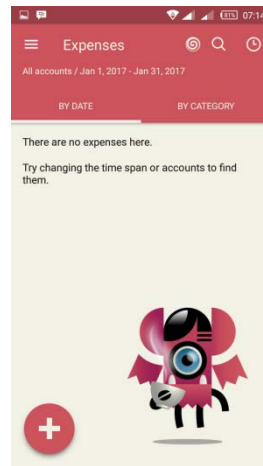 81% 07:14
Expenses
All accounts / Jan 1, 2017 - Jan 31, 2017
BY DATE BY CATEGORY
There are no expenses here.
Try changing the time span or accounts to find
them.